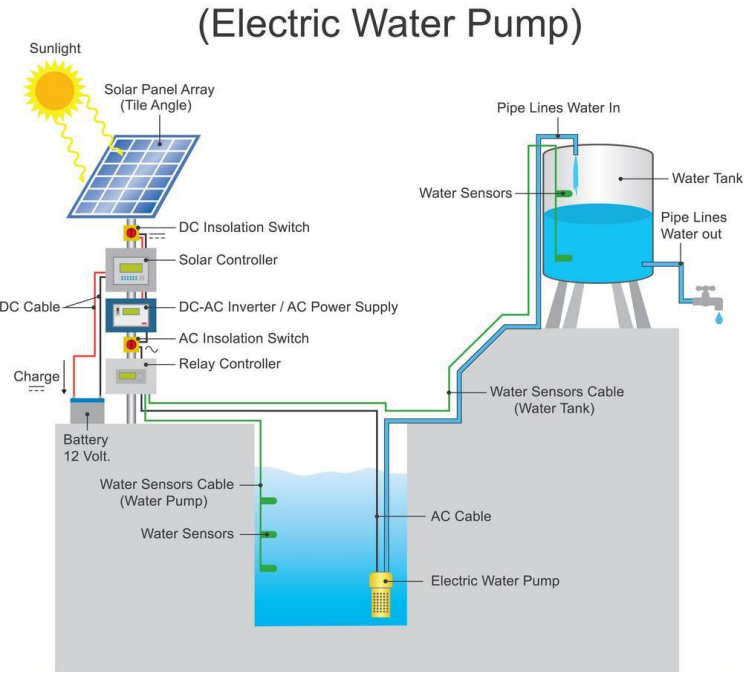 (Electric Water Pump)
Sunlight
Solar Panel Array
(Tile Angle)
Pipe Lines Water In
Water Sensors
Water Tank
Pipe Lines
Water out
DC Insolation Switch
Solar Controller
DC Cable
DC-AC Inverter / AC Power Supply
AC Insolation Switch
Relay Controller
Charge
Water Sensors Cable
(Water Tank)
Battery
12 Volt.
Water Sensors Cable
(Water Pump)
AC Cable
Water Sensors
Electric Water Pump